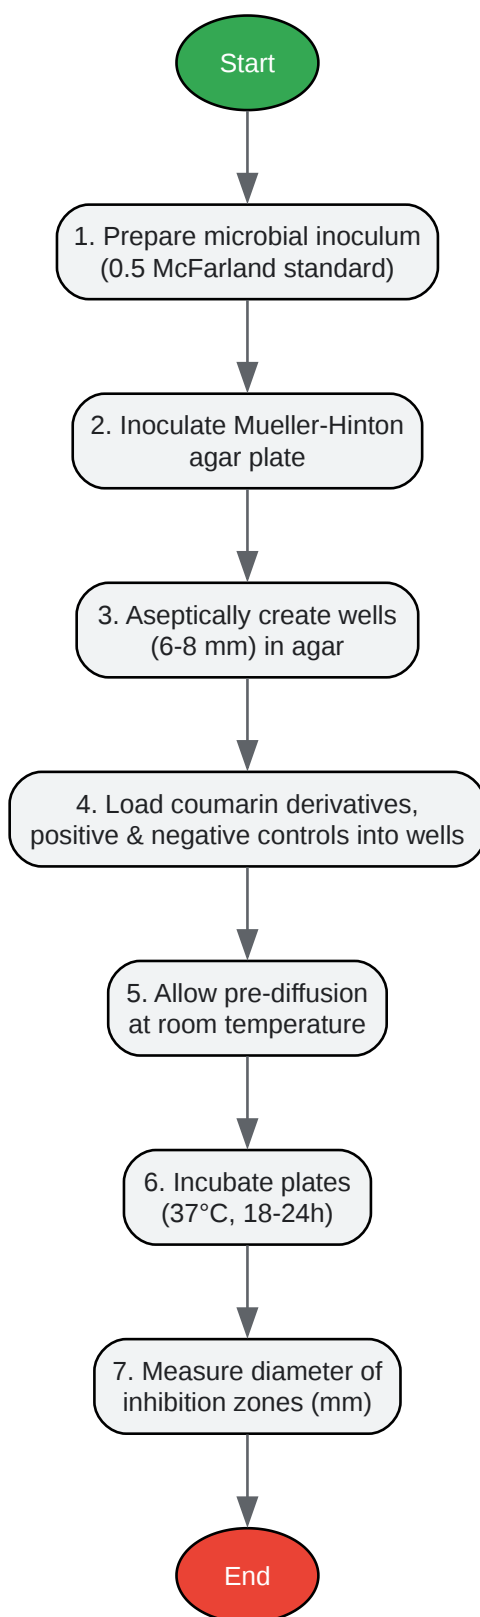 Start
1. Prepare microbial inoculum
(0.5 McFarland standard)
2. Inoculate Mueller-Hinton
agar plate
3. Aseptically create wells
(6-8 mm) in agar
4. Load coumarin derivatives,
positive & negative controls into wells
5. Allow pre-diffusion
at room temperature
6. Incubate plates
(37°C, 18-24h)
7. Measure diameter of
inhibition zones (mm)
End